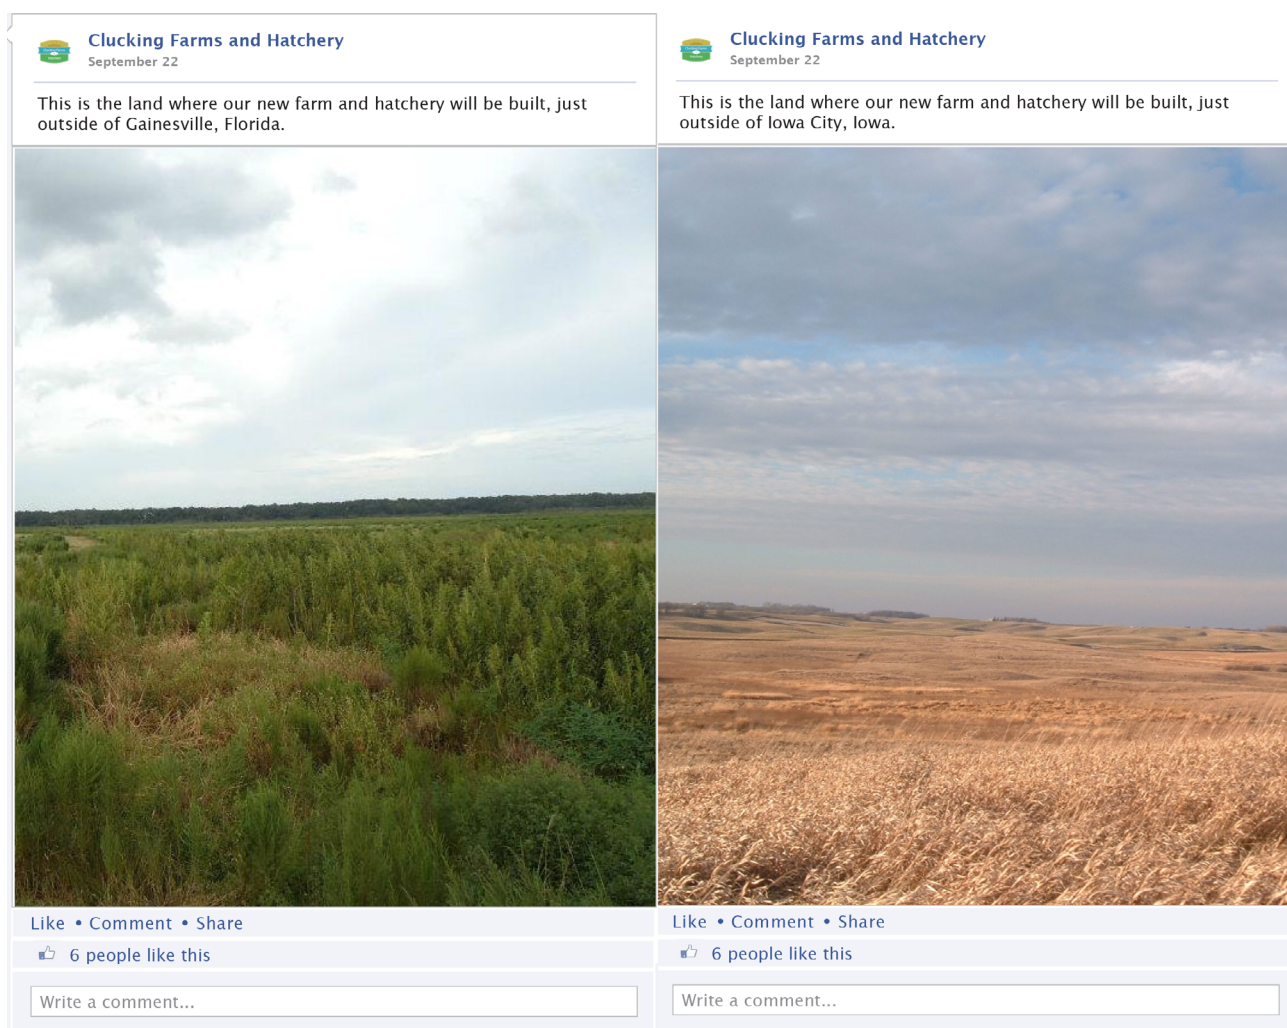 Clucking Farms and Hatchery
September 22
This is the land where our new farm and hatchery will be built, just
outside of Gainesville, Florida.
Like • Comment • Share
6 people like this
Write a comment...
Clucking Farms and Hatchery
September 22
This is the land where our new farm and hatchery will be built, just
outside of Iowa City, Iowa.
Like • Comment • Share
6 people like this
Write a comment...